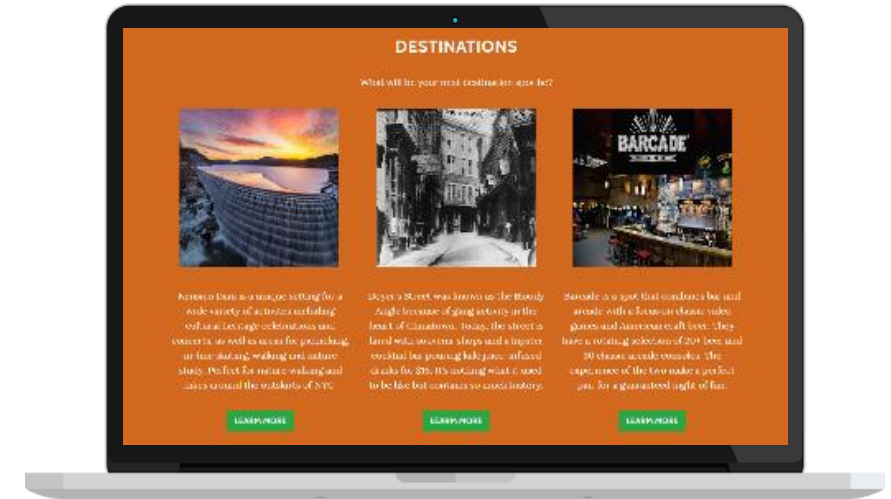 DESTINATIONS
What will be your next destination spot be?
BARCADE
Kensico Dam is a unique setting for a
wide variety of activites including
cultural heritage celebrations and
concerts, as well as areas for picnicking,
in-line skating, walking and nature
study. Perfect for nature walking and
hikes around the outskirts of NYC
Doyer's Street was known as The Bloody
Angle because of gang activity in the
heart of Chinatown. Today, the street is
lined with souvenir shops and a hipster
cocktail bar pouring kale juice-infused
drinks for $16. It's nothing what it used
to be like but contains so much history.
Barcade is a spot that combines bar and
arcade with a focus on classic video
games and American craft beer. They
have a rotating selection of 20+ beer and
30 classic arcade consoles. The
experience of the two make a perfect
pair for a guaranteed night of fun.
LEARN MORE
LEARN MORE
LEARN MORE